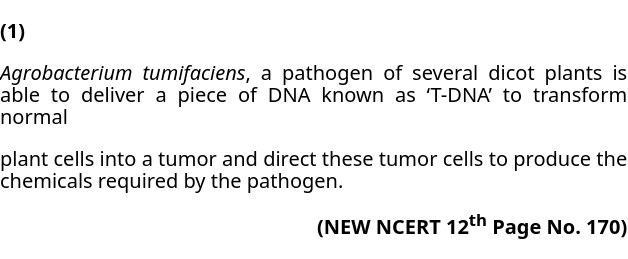 (1)
Agrobacterium tumifaciens, a pathogen of several dicot plants is
able to deliver a piece of DNA known as ‘T-DNA’ to transform
normal
plant cells into a tumor and direct these tumor cells to produce the
chemicals required by the pathogen.
(NEW NCERT 12th Page No. 170)